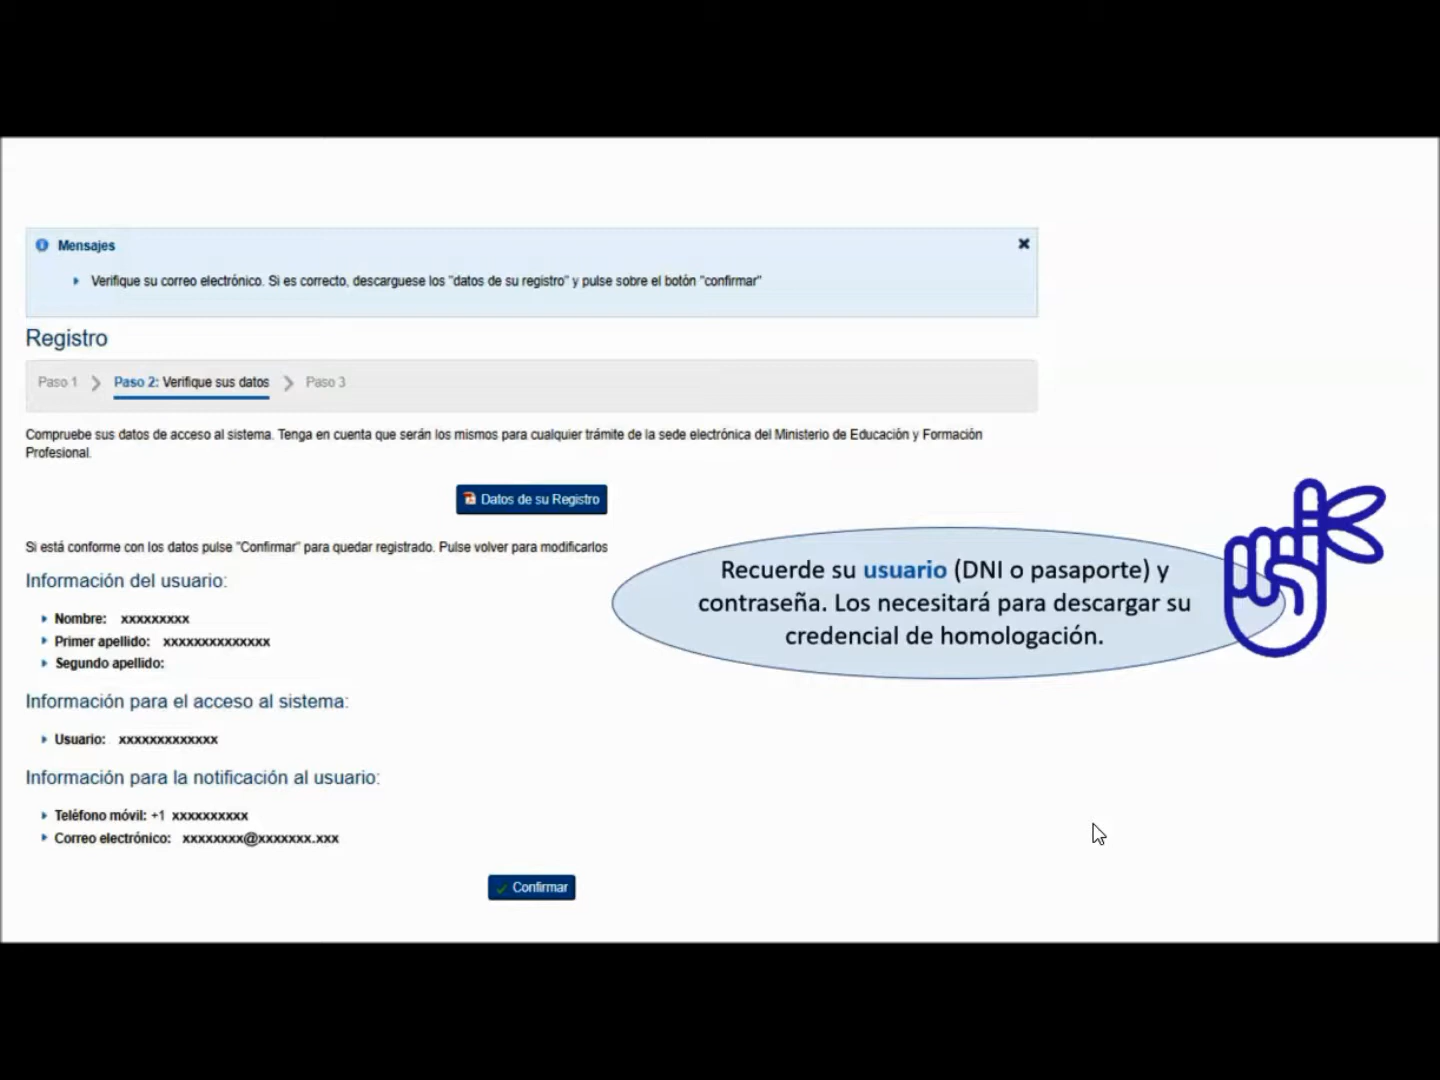 Mensajes
Verifique su correo electrónico. Si es correcto, descarguese los "datos de su registro" y pulse sobre el botón "confirmar"
Registro
Paso 1 Paso 2: Verifique sus datos Paso 3
Compruebe sus datos de acceso al sistema. Tenga en cuenta que serán los mismos para cualquier trámite de la sede electrónica del Ministerio de Educación y Formación
Profesional.
Datos de su Registro
Si está conforme con los datos pulse "Confirmar" para quedar registrado. Pulse volver para modificarlos
Información del usuario:
Nombre: xxxxxxxxx
Primer apellido: xxxxxxxxxxxxxx
Segundo apellido:
Información para el acceso al sistema:
Usuario: xxxxxxxxxxxxx
Información para la notificación al usuario:
Teléfono móvil: +1 xxxxxxxxxx
Correo electrónico: xxxxxxxx@xxxxxxx.xxx
Confirmar
Recuerde su usuario (DNI o pasaporte) y
contraseña. Los necesitará para descargar su
credencial de homologación.